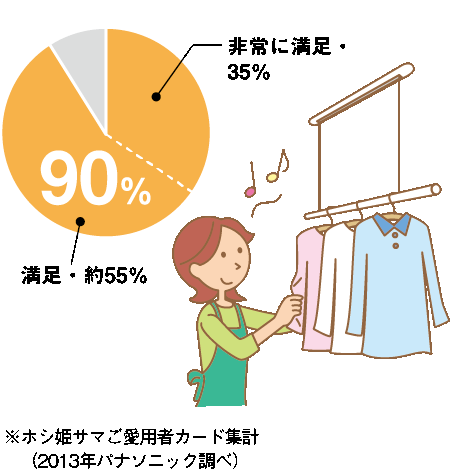 非常に満足・
35%
90%
満足・約55%
※ホシ姫サマご愛用者カード集計
（2013年パナソニック調べ）